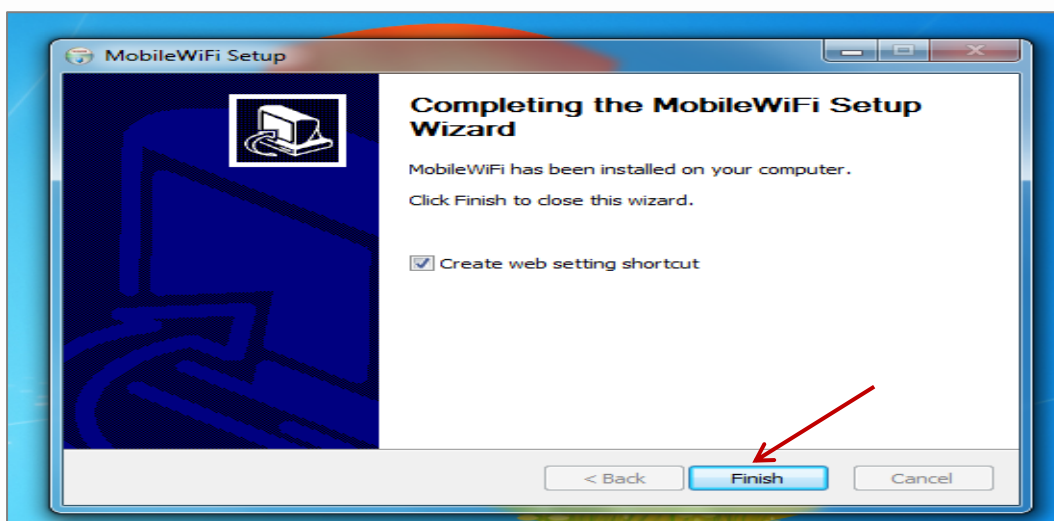 MobileWiFi Setup
Completing the MobileWiFi Setup
Wizard
MobileWiFi has been installed on your computer.
Click Finish to close this wizard.
Create web setting shortcut
< Back
Finish
Cancel